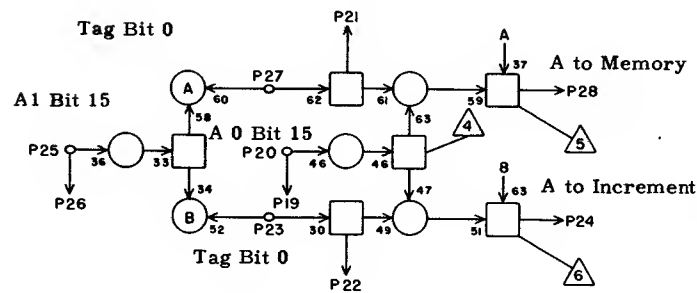 P21
Tag Bit 0
A
P27
A
37
A to Memory
60
62
61
59
P28
A1 Bit 15
58
A 0 Bit 15
63
4
5
P25
36
33
P20
46
46
8
A to Increment
34
47
63
P26
P19
B
52
P23
30
49
51
P24
Tag Bit 0
6
P22